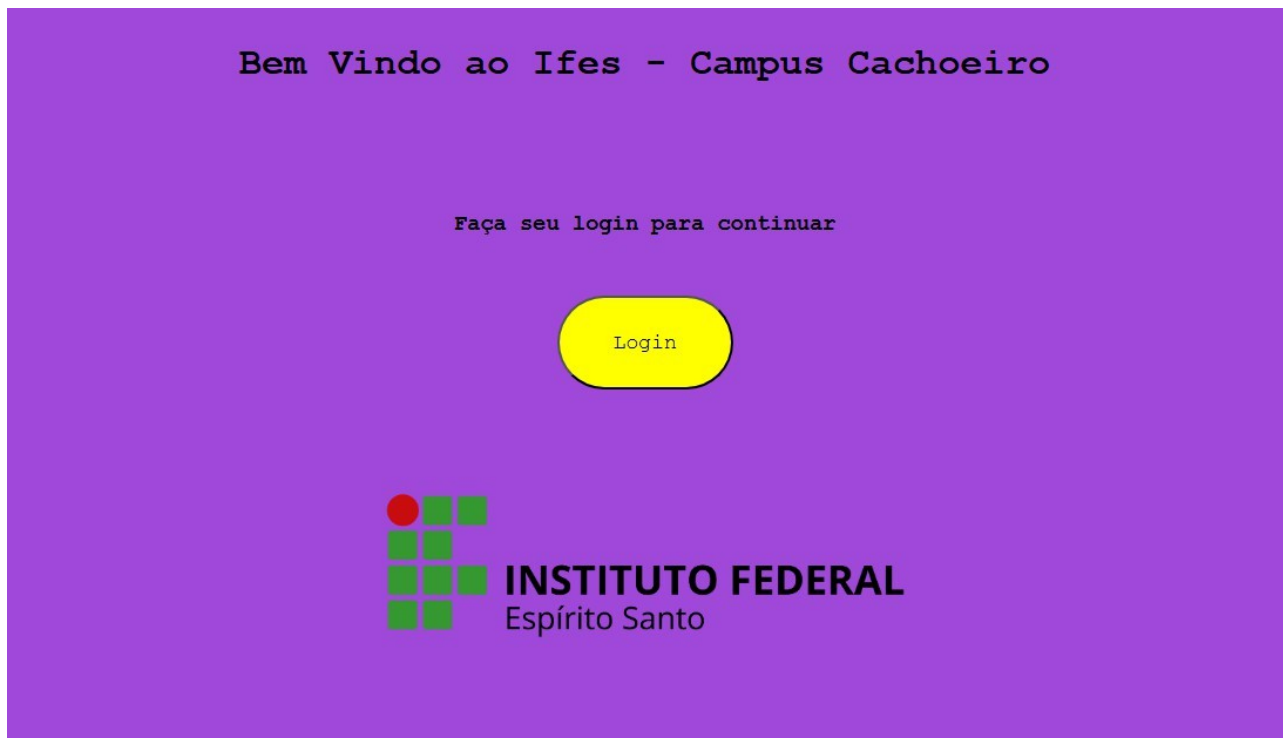 Bem Vindo ao Ifes - Campus Cachoeiro
Faça seu login para continuar
Login
INSTITUTO FEDERAL
Espírito Santo